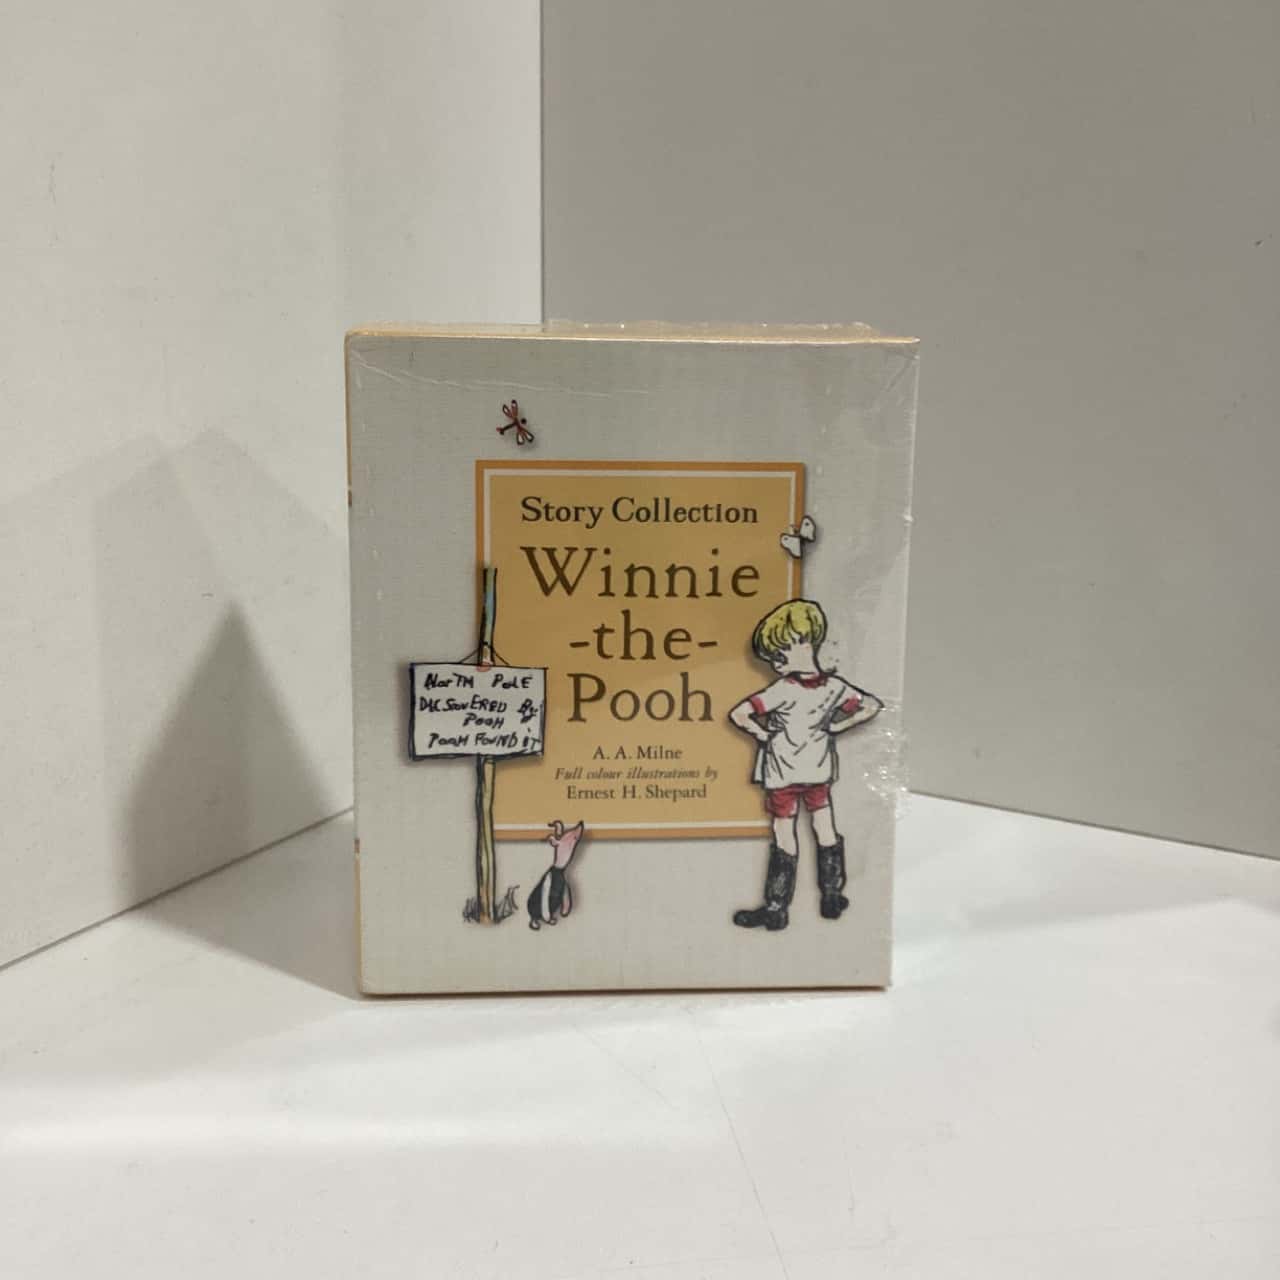 Story Collection
Winnie
-the-
Pooh
A. A. Milne
Full colour illustrations by
Ernest H. Shepard
NorTH PoLE
DICSovERED By
PooH
PooH FouND iT